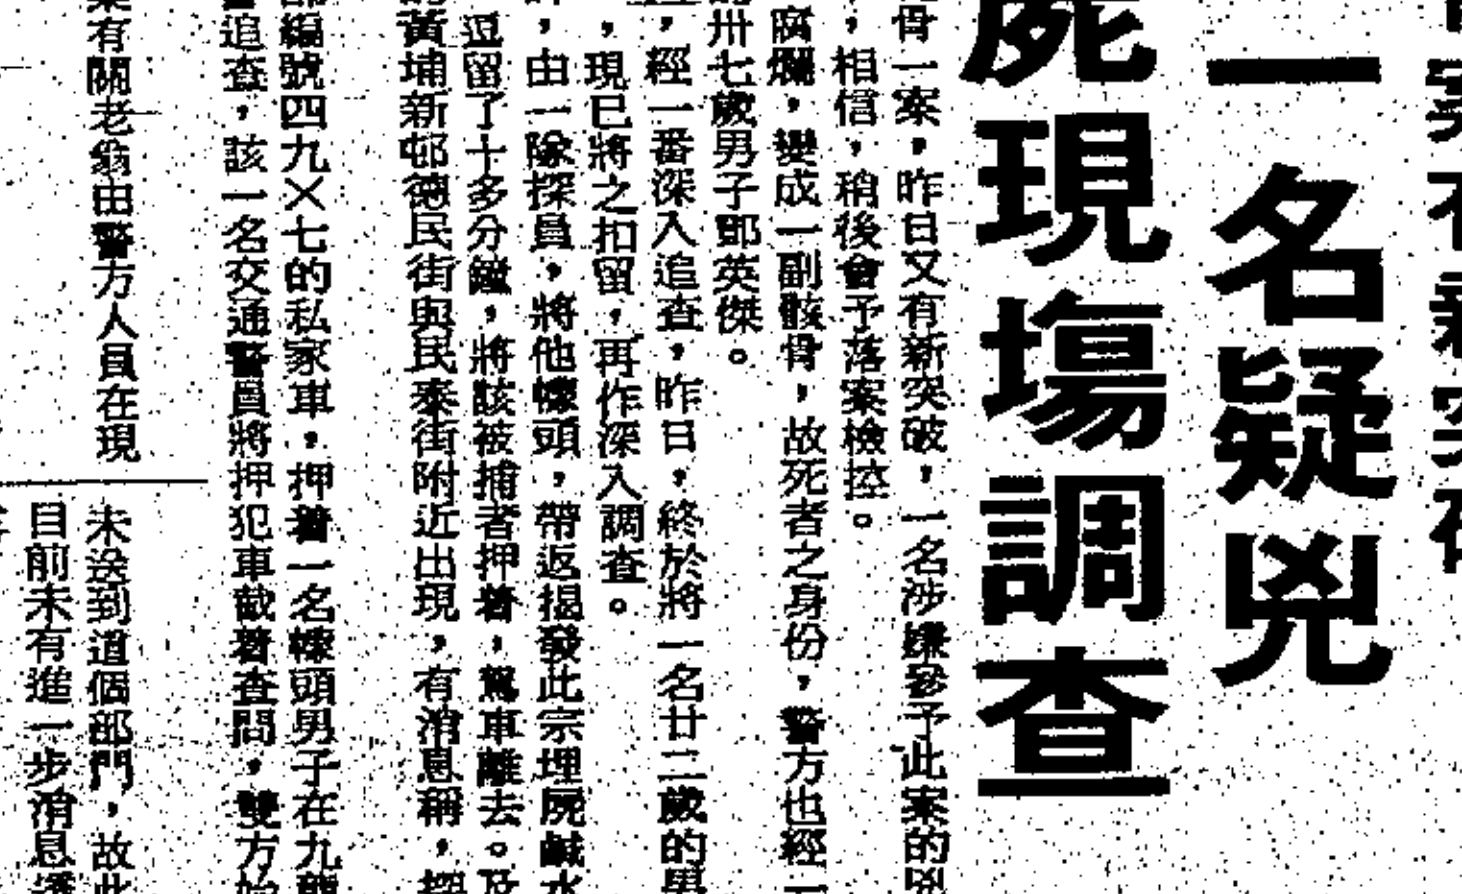 一名疑兇
屍現塲調查
骨一案，昨日又有新突破，一名涉嫌參予此案的兇
，相信，稍後會予落案檢控。
腐爛，變成一副骸骨，故死者之身份，警方也經一
卅七歲男子鄧英傑。
，經一番深入追查，昨日，終於將一名廿二歲的男
，現已將之扣留，再作深入調查。
，由一隊探員，將他幪頭，帶返揭發此宗埋屍鹹水
逗留了十多分鐘，將該被捕者押着，駕車離去。及
黃埔新邨德民街與民泰街附近出現，有消息稱，探
編號四九×七的私家車，押着一名幪頭男子在九龍
追查，該一名交通警員將押犯車截着查問，雙方
有關老翁由警方人員在現
未送到道個部門，故此
目前未有進一步消息透